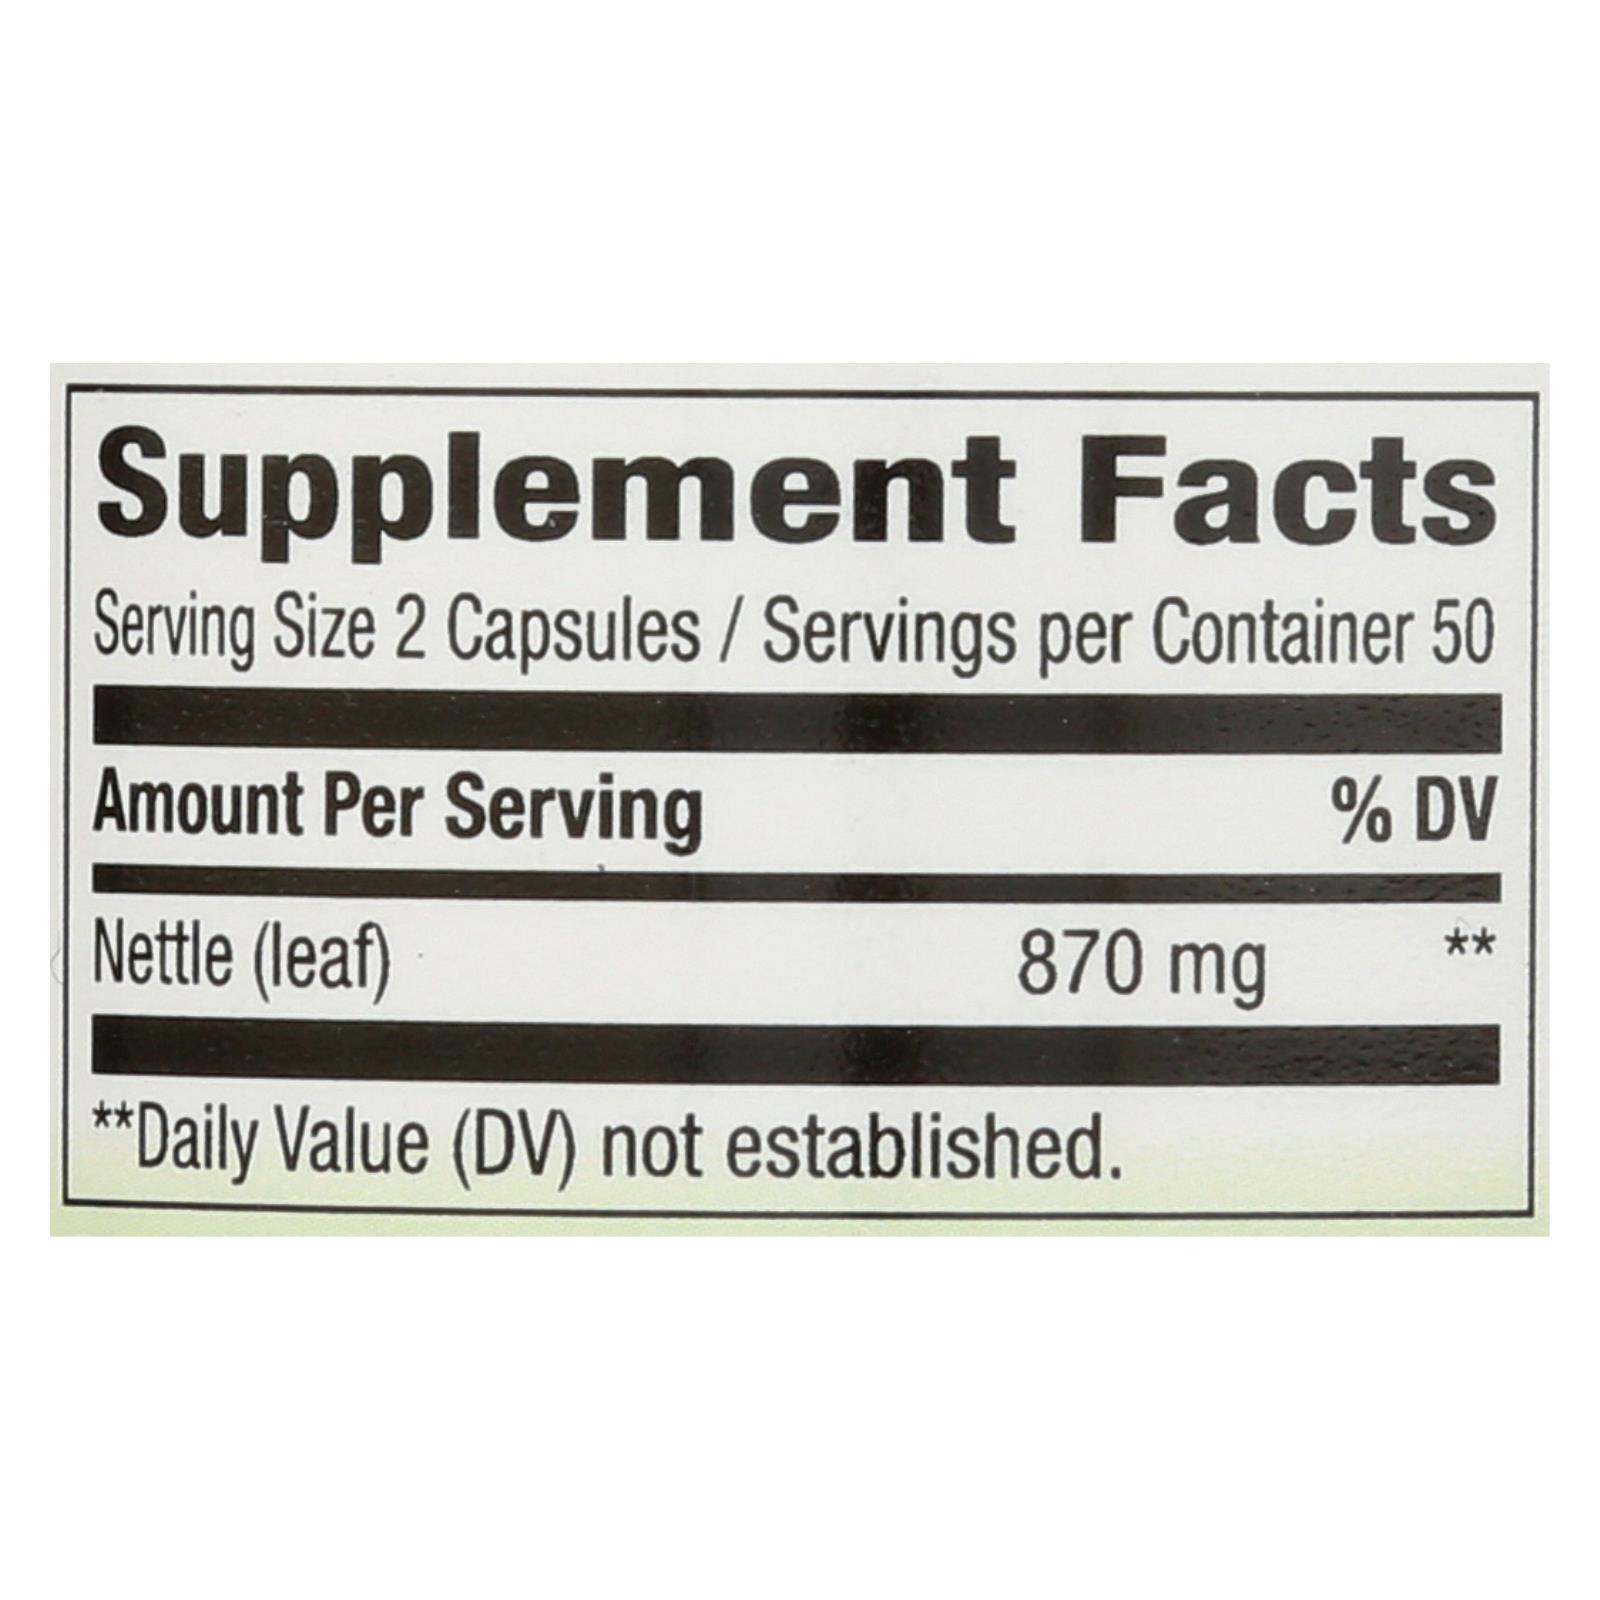 Supplement Facts
Serving Size 2 Capsules / Servings per Container 50
Amount Per Serving % DV
Nettle (leaf) 870 mg **
**Daily Value (DV) not established.